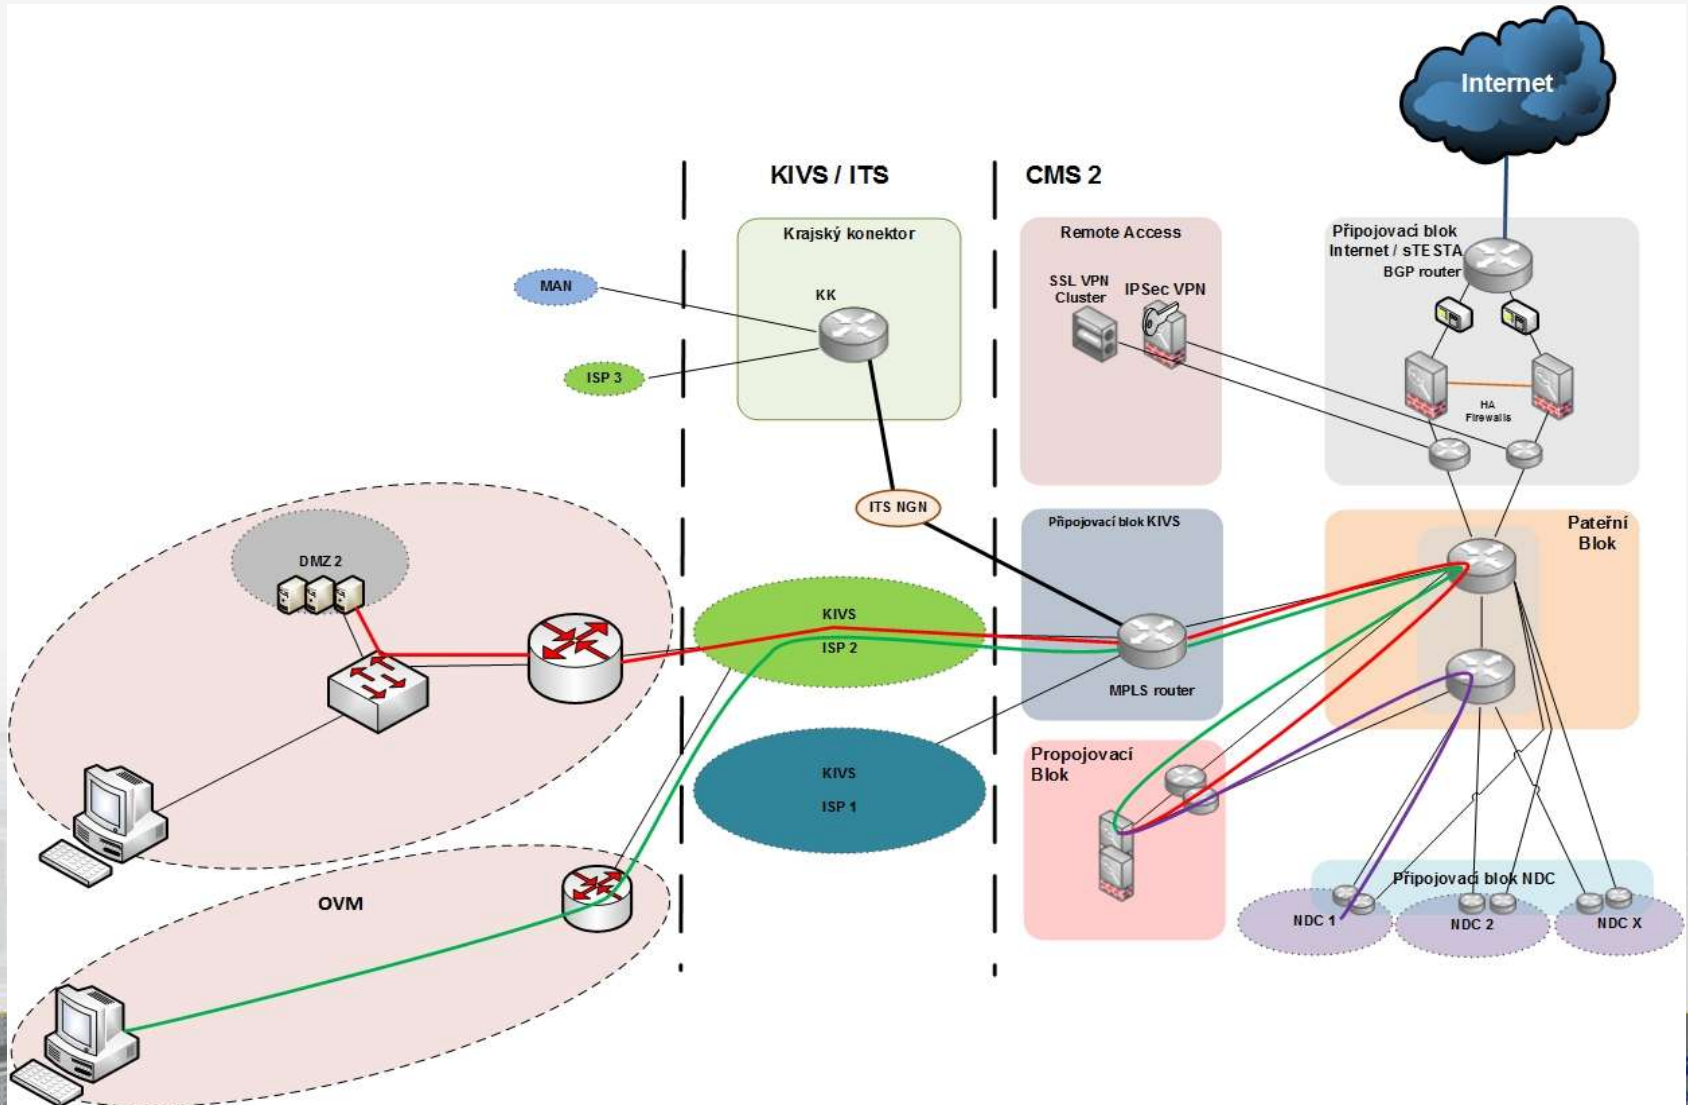 Internet
KIVS / ITS
CMS 2
Krajský konektor
KK
MAN
ISP 3
ITS NGN
Remote Access
SSL VPN
Cluster
IPSec VPN
Připojovací blok
Internet / sTESTA
BGP router
HA
Firewalls
DMZ 2
KIVS
ISP 2
KIVS
ISP 1
Připojovací blok KIVS
MPLS router
Pateřní
Blok
Propojovací
Blok
OVM
Připojovací blok NDC
NDC 1
NDC 2
NDC X